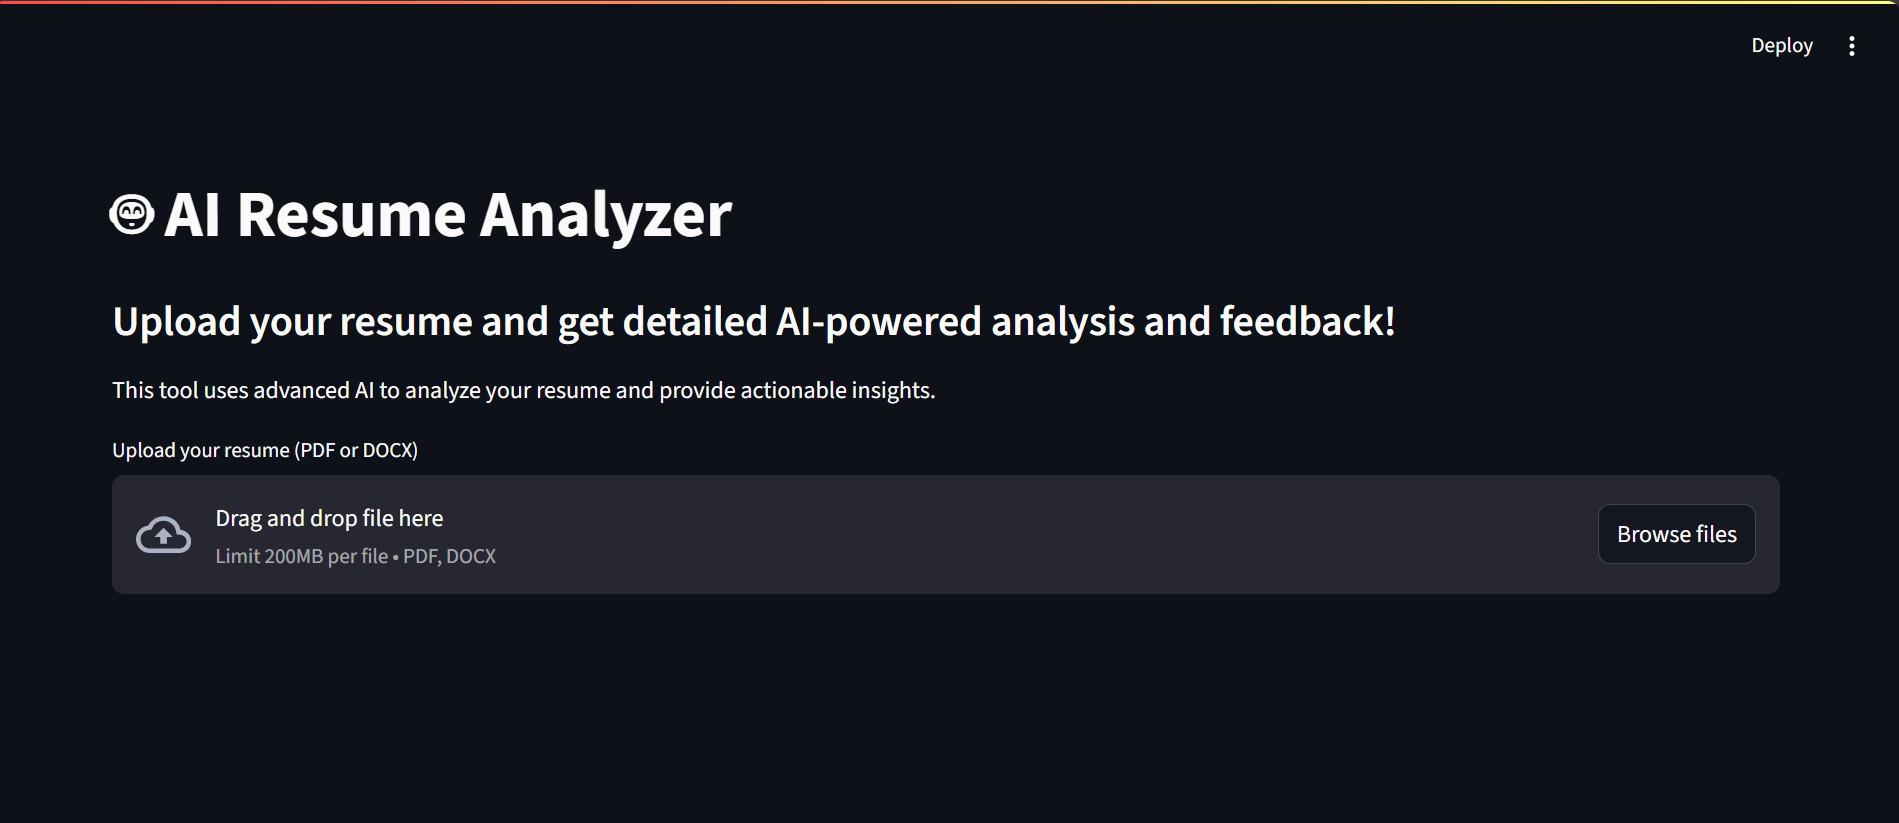 Deploy
AI Resume Analyzer
Upload your resume and get detailed AI-powered analysis and feedback!
This tool uses advanced AI to analyze your resume and provide actionable insights.
Upload your resume (PDF or DOCX)
Drag and drop file here
Limit 200MB per file • PDF, DOCX
Browse files